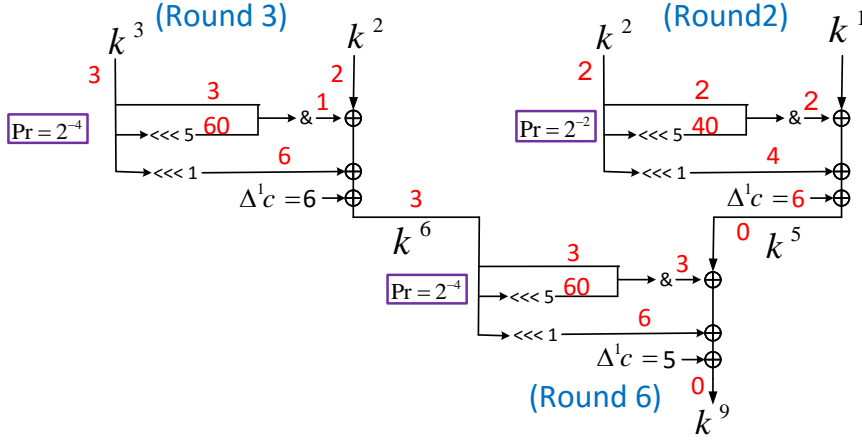 (Round 3)
(Round2)
k^3
k^2
k^2
k^1
3
2
2
3
1
2
2
&
&
Pr = 2^{-4}
<<< 5
60
Pr = 2^{-2}
<<< 5
40
6
4
<<< 1
<<< 1
Δ^1c = 6
Δ^1c = 6
3
0
k^6
k^5
3
3
&
Pr = 2^{-4}
<<< 5
60
6
<<< 1
Δ^1c = 5
(Round 6)
0
k^9